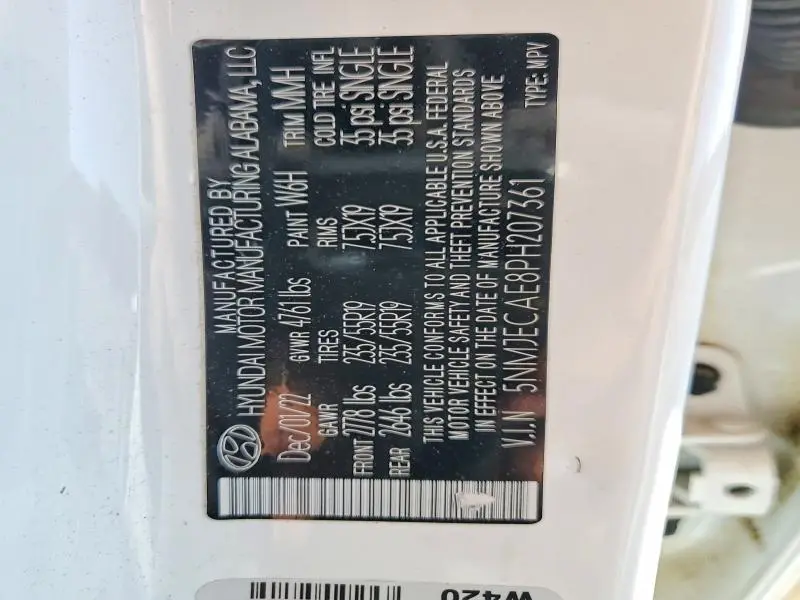 MANUFACTURED BY
HYUNDAI MOTOR MANUFACTURING ALABAMA, LLC
Dec/01/22 GVWR 4761 lbs PAINT W6H TRIM MMH
GAWR TIRES RIMS COLD TIRE INFL
FRONT 2778 lbs 235/55R19 7.5JX19 35 psi SINGLE
REAR 2646 lbs 235/55R19 7.5JX19 35 psi SINGLE
THIS VEHICLE CONFORMS TO ALL APPLICABLE U.S.A. FEDERAL
MOTOR VEHICLE SAFETY AND THEFT PREVENTION STANDARDS
IN EFFECT ON THE DATE OF MANUFACTURE SHOWN ABOVE
V.I.N 5NMJECAE8PH207361
TYPE: MPV
W420